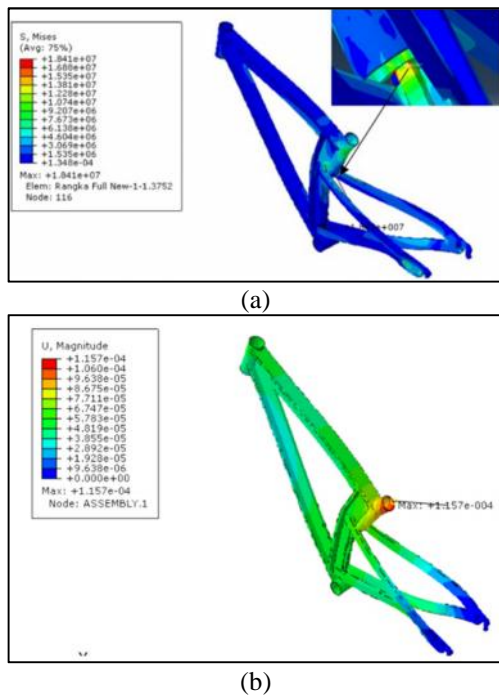 S, Mises
(Avg: 75%)
+1.841e+07
+1.688e+07
+1.535e+07
+1.381e+07
+1.228e+07
+1.074e+07
+9.207e+06
+7.673e+06
+6.138e+06
+4.604e+06
+3.069e+06
+1.535e+06
+1.348e-04
Max: +1.841e+07
Elem: Rangka Full New-1-1.3752
Node: 116
+007
(a)
U, Magnitude
+1.157e-04
+1.060e-04
+9.638e-05
+8.675e-05
+7.711e-05
+6.747e-05
+5.783e-05
+4.819e-05
+3.855e-05
+2.892e-05
+1.928e-05
+9.638e-06
+0.000e+00
Max: +1.157e-04
Node: ASSEMBLY.1
Max: +1.157e-004
(b)